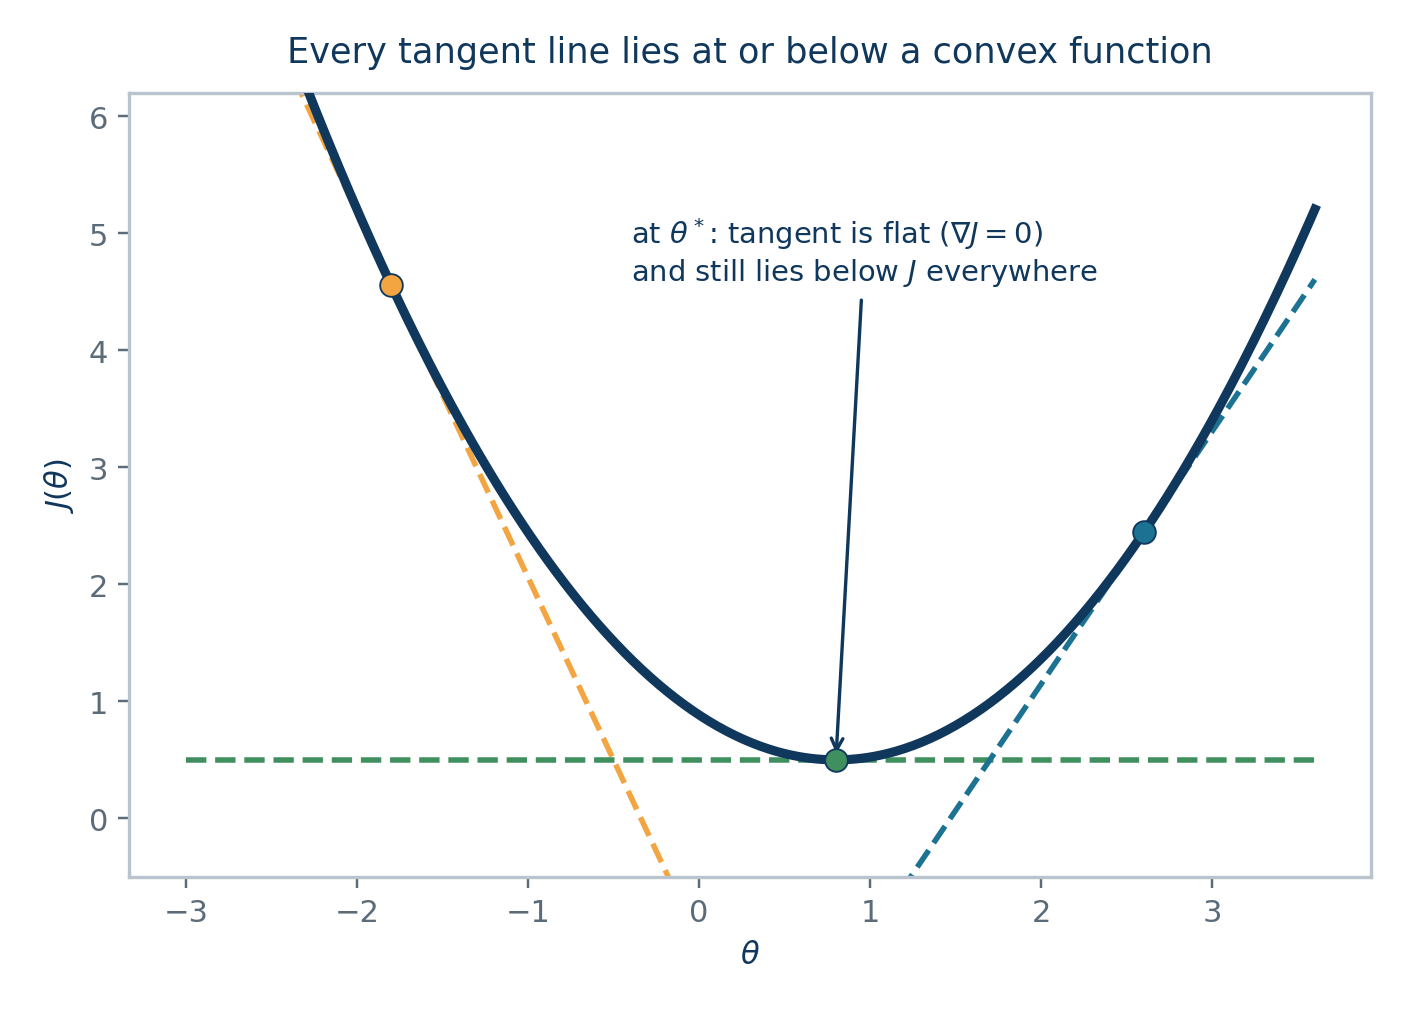 Every tangent line lies at or below a convex function
6
5
4
3
2
1
0
J(θ)
at θ*: tangent is flat (∇J = 0)
and still lies below J everywhere
−3
−2
−1
0
1
2
3
θ